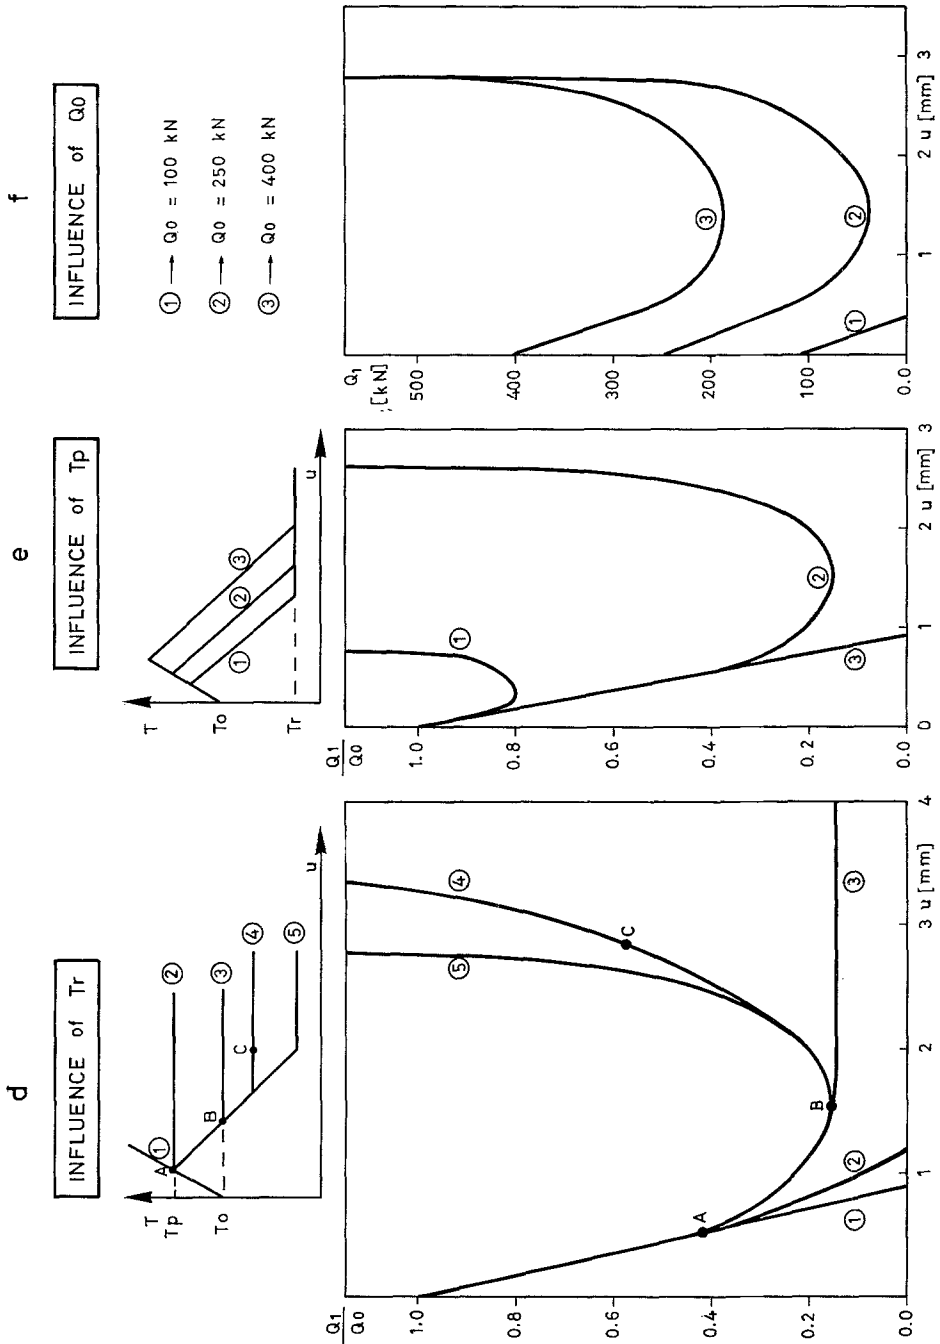 d
INFLUENCE of Tr
T
Tp
To
A
1
B
C
2
3
4
5
u
Q1
Q0
1.0
0.8
0.6
0.4
0.2
0.0
A
B
C
1
2
3
4
5
1
2
3 u [mm]
4
e
INFLUENCE of Tp
T
To
Tr
1
2
3
u
Q1
Q0
1.0
0.8
0.6
0.4
0.2
0.0
1
2
3
0
1
2 u [mm]
3
f
INFLUENCE of Q0
① → Q0 = 100 kN
② → Q0 = 250 kN
③ → Q0 = 400 kN
Q1
[kN]
500
400
300
200
100
0.0
1
2
3
1
2 u [mm]
3